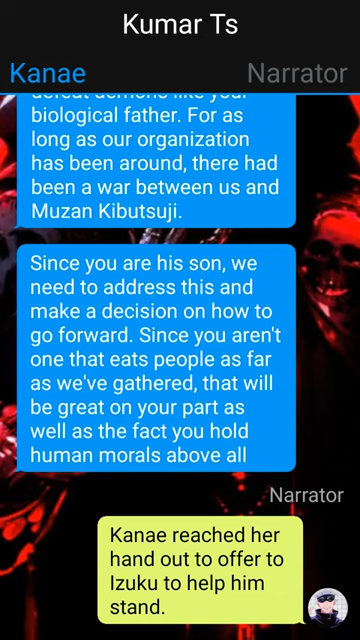 Kumar Ts
Kanae
Narrator
defeat demons like your
biological father. For as
long as our organization
has been around, there had
been a war between us and
Muzan Kibutsuji.
Since you are his son, we
need to address this and
make a decision on how to
go forward. Since you aren't
one that eats people as far
as we've gathered, that will
be great on your part as
well as the fact you hold
human morals above all
Narrator
Kanae reached her
hand out to offer to
Izuku to help him
stand.